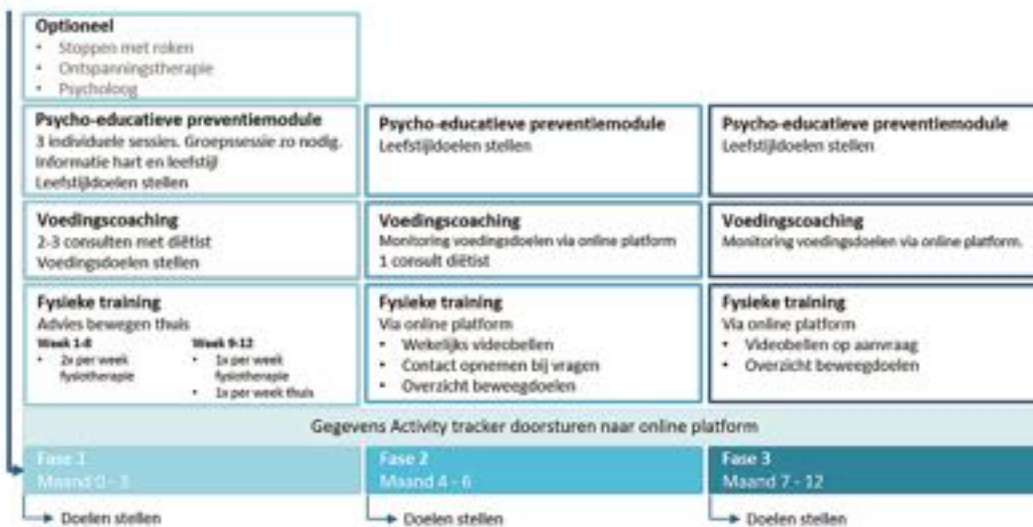 Optioneel
• Stoppen met roken
• Ontspanningstherapie
• Psycholoog
Psycho-educatieve preventiemodule
3 individuele sessies. Groepssessie zo nodig.
Informatie hart en leefstijl
Leefstijldoelen stellen
Psycho-educatieve preventiemodule
Leefstijldoelen stellen
Psycho-educatieve preventiemodule
Leefstijldoelen stellen
Voedingscoaching
2-3 consulten met diëtist
Voedingsdoelen stellen
Voedingscoaching
Monitoring voedingsdoelen via online platform
1 consult diëtist
Voedingscoaching
Monitoring voedingsdoelen via online platform.
Fysieke training
Advies bewegen thuis
Week 1-8
• 2x per week
fysiotherapie
Week 9-12
• 1x per week
fysiotherapie
• 1x per week thuis
Fysieke training
Via online platform
• Wekelijks videobellen
• Contact opnemen bij vragen
• Overzicht beweegdoelen
Fysieke training
Via online platform
• Videobellen op aanvraag
• Overzicht beweegdoelen
Gegevens Activity tracker doorsturen naar online platform
Fase 1
Maand 0 - 3
Fase 2
Maand 4 - 6
Fase 3
Maand 7 - 12
Doelen stellen
Doelen stellen
Doelen stellen